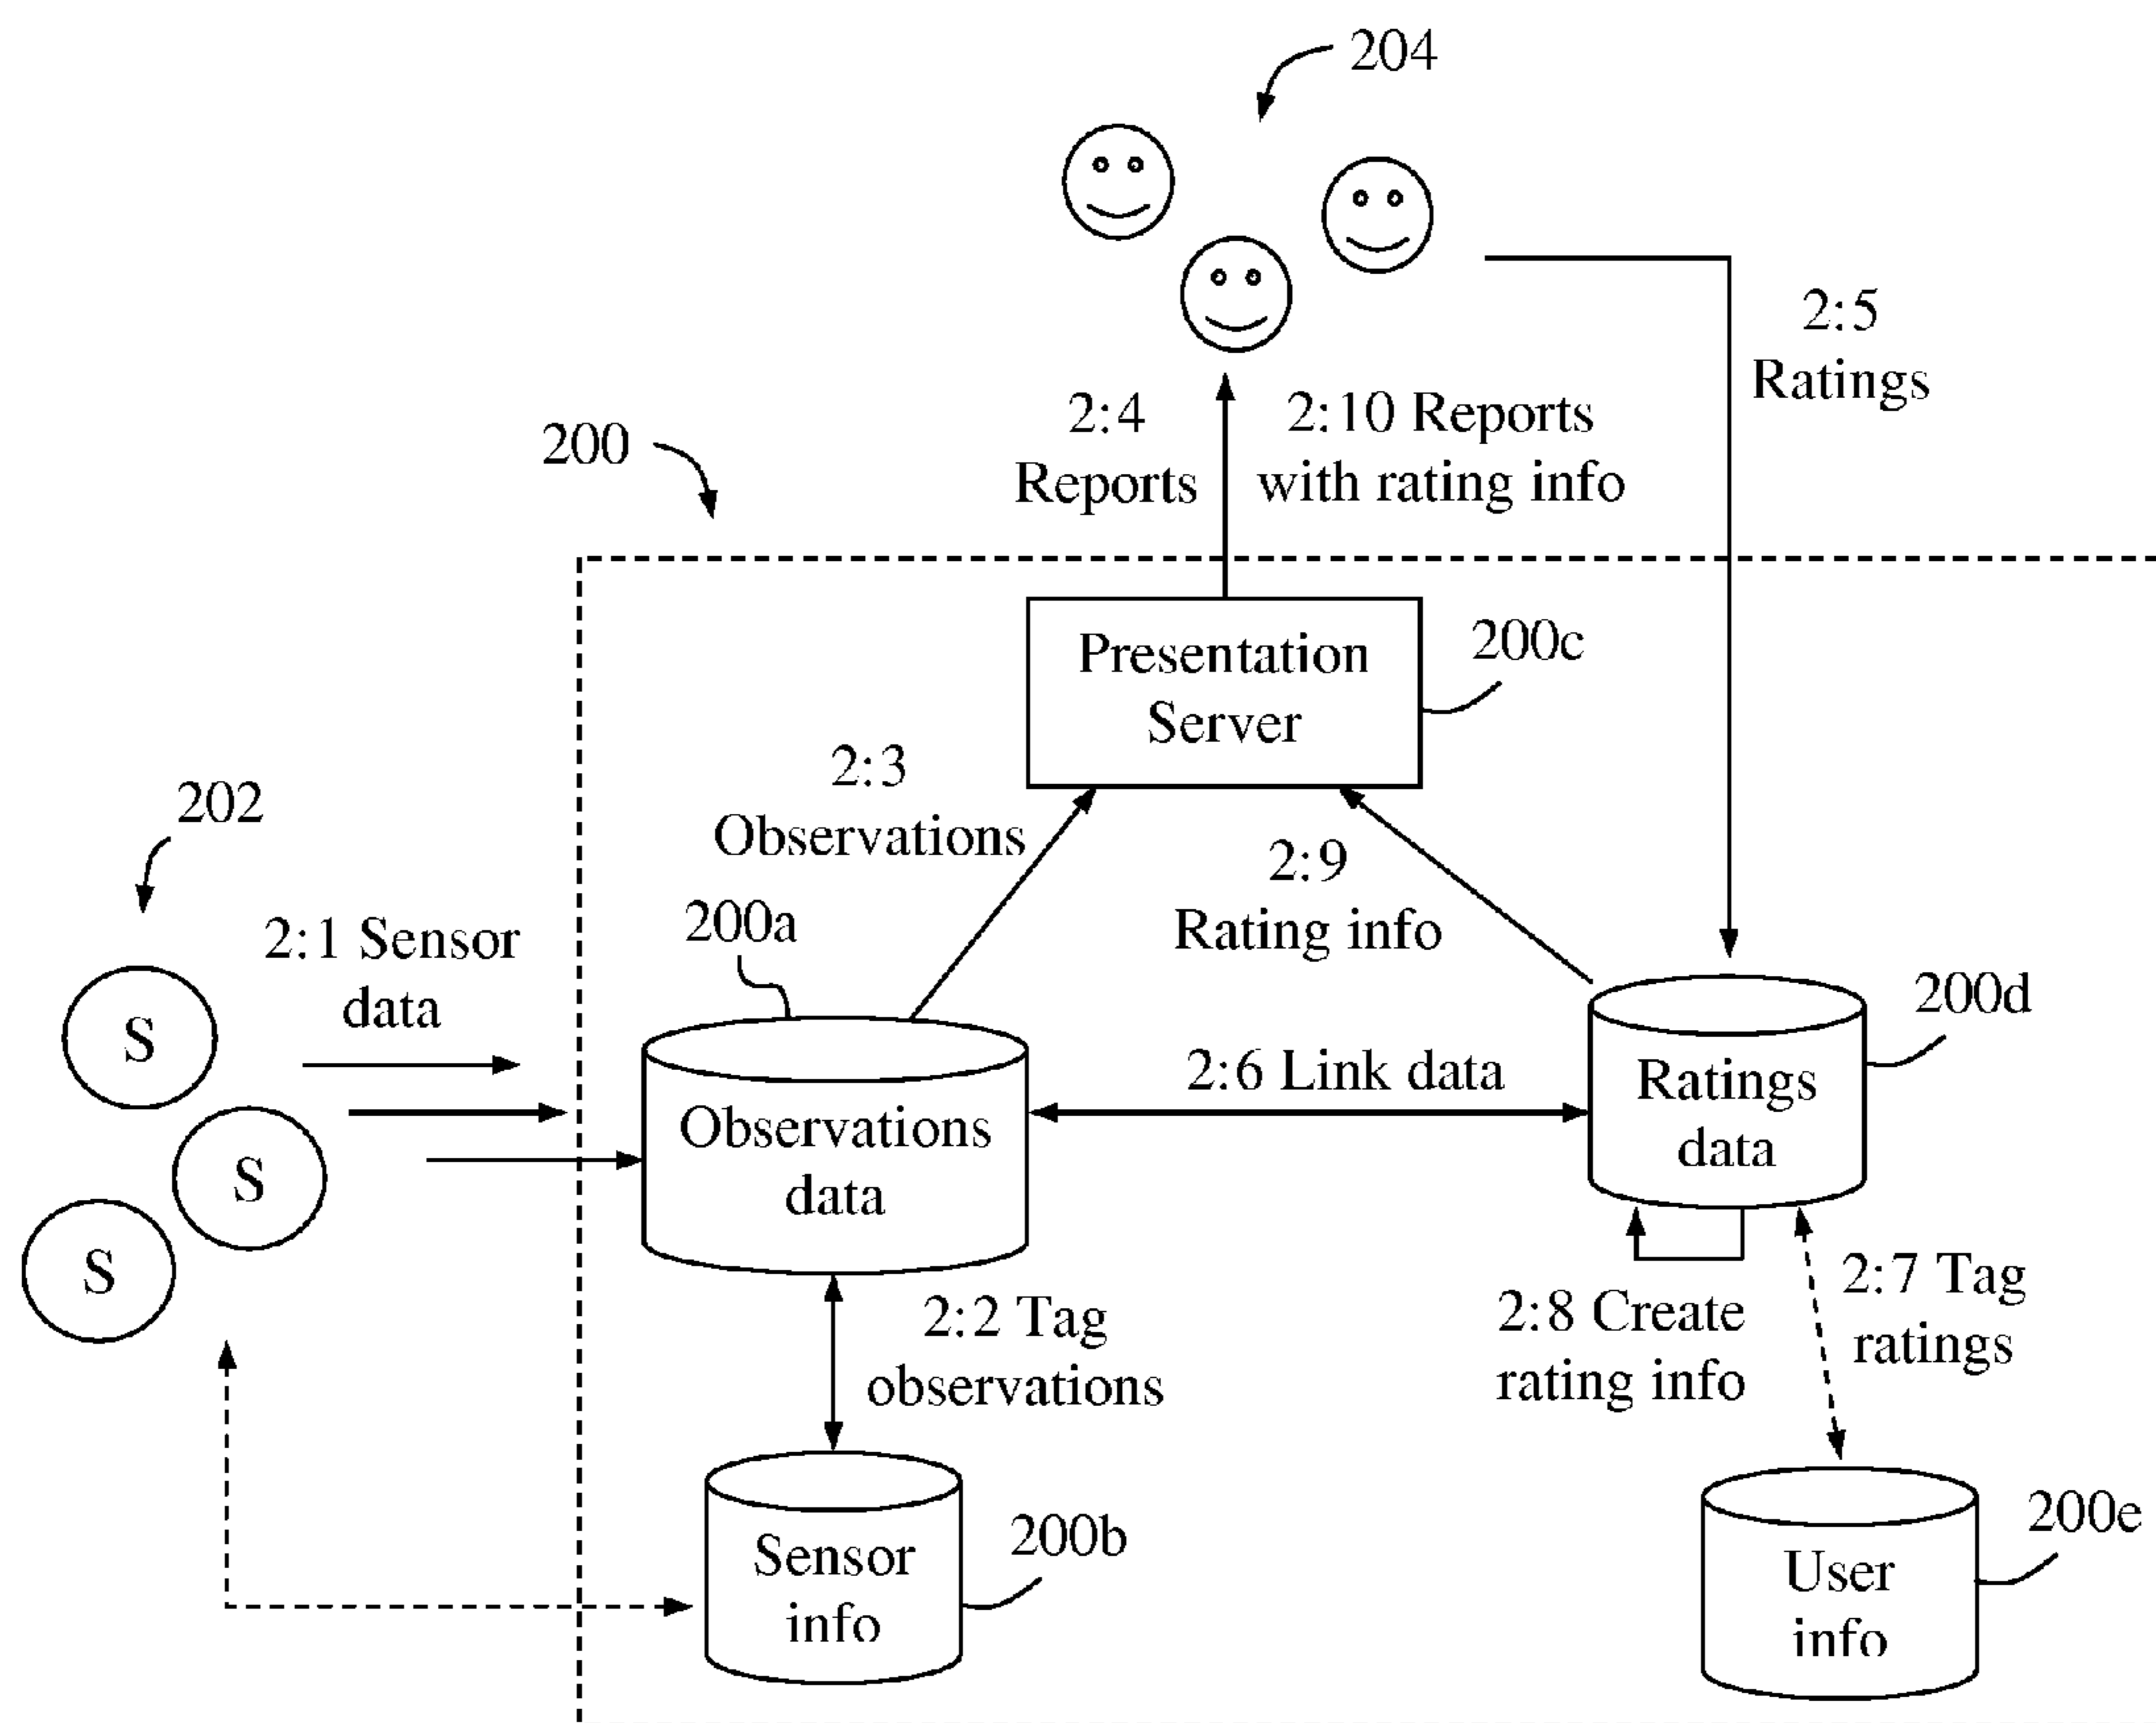 204
2:5
Ratings
2:4
Reports
2:10 Reports
with rating info
200
Presentation
Server
200c
2:3
Observations
202
2:9
Rating info
200a
2:1 Sensor
data
S
S
S
200d
2:6 Link data
Ratings
data
Observations
data
2:2 Tag
observations
2:8 Create
rating info
2:7 Tag
ratings
Sensor
info
200b
User
info
200e